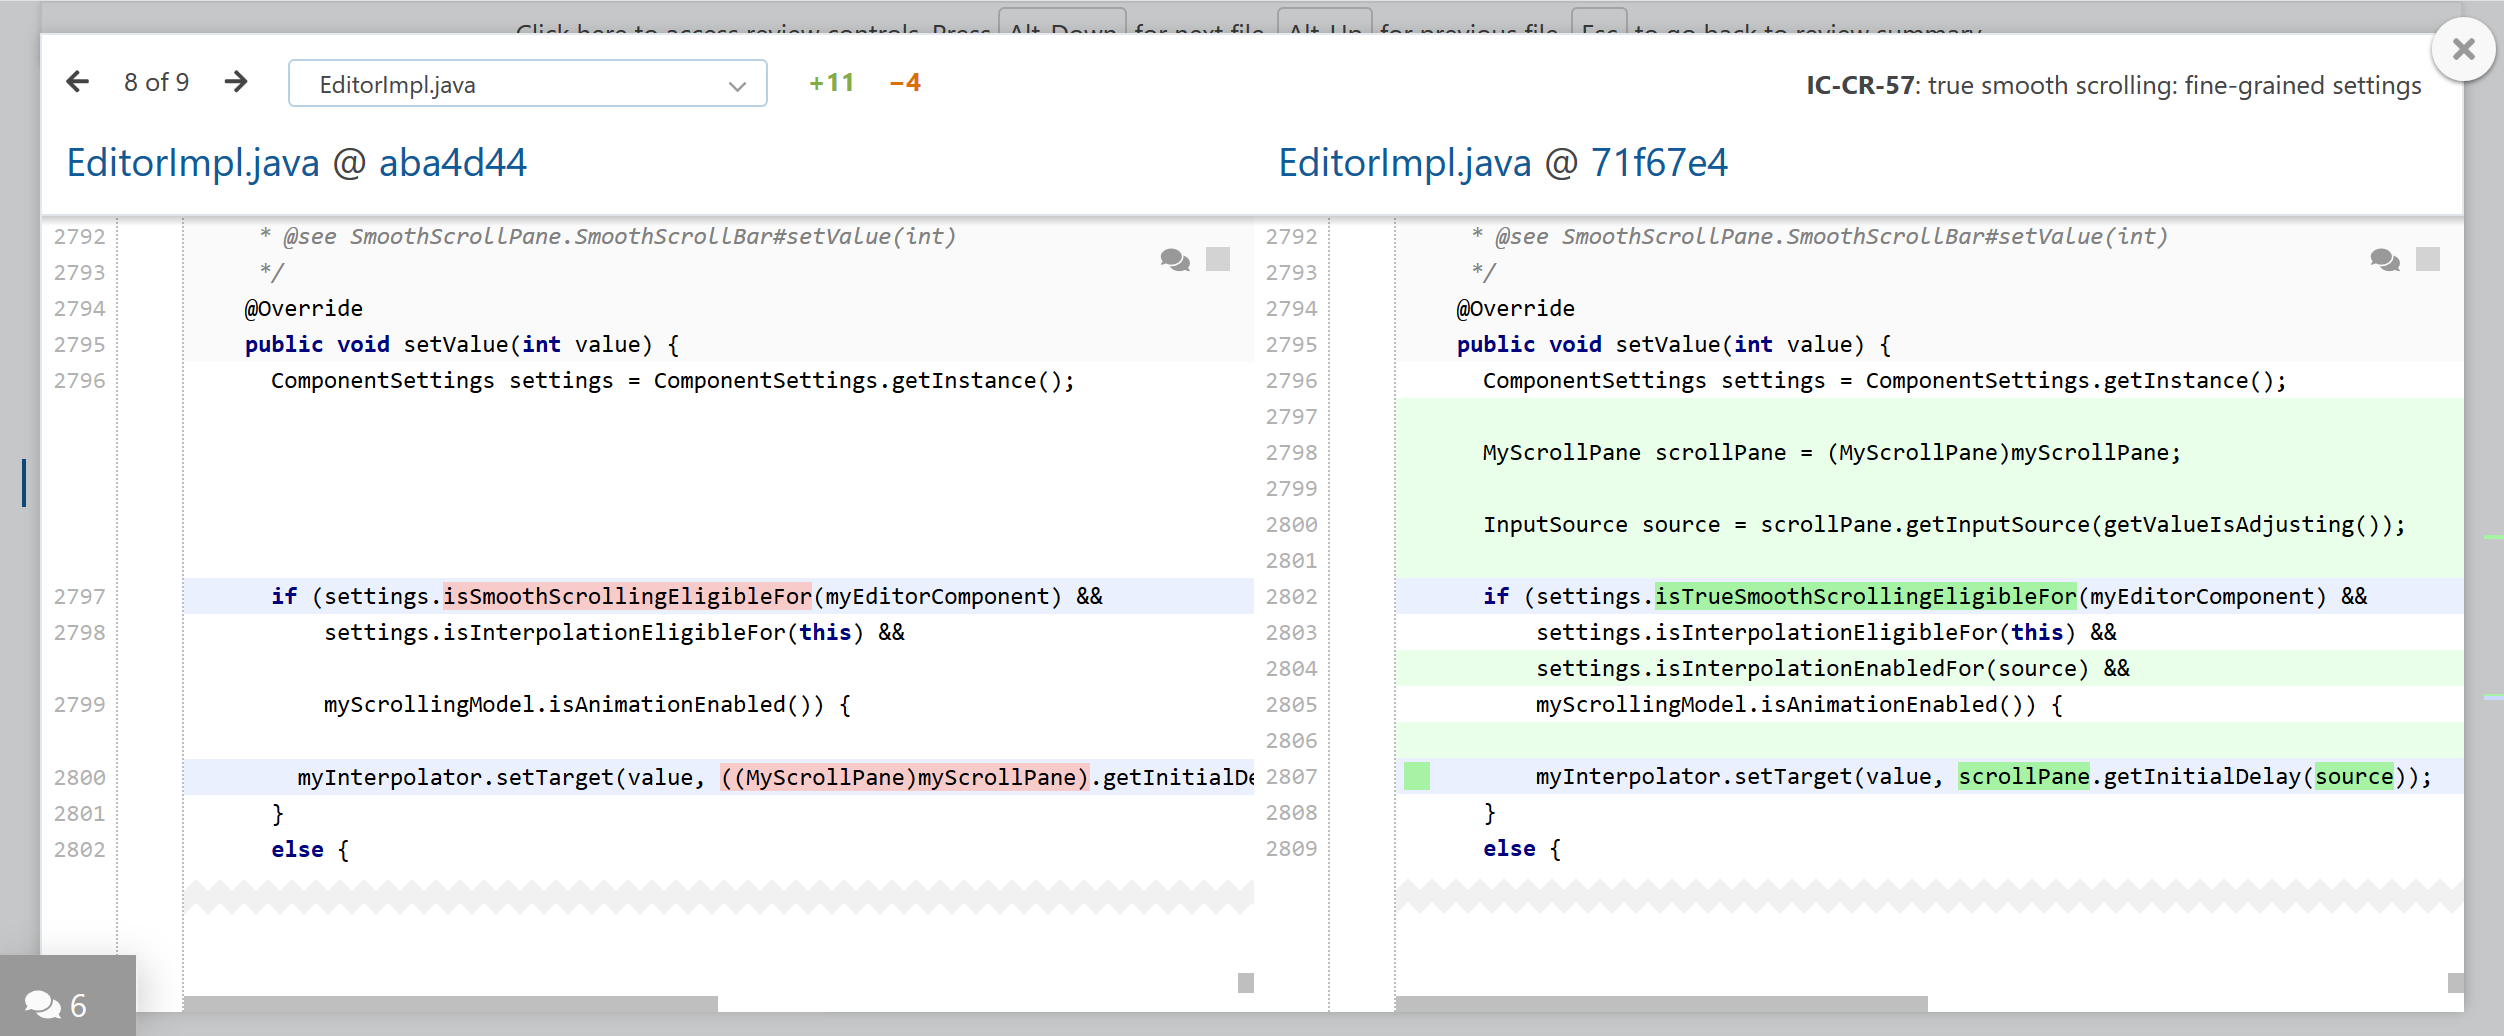 Click here to access review controls. Press Alt-Down for next file, Alt-Up for previous file, Esc to go back to review summary
8 of 9
EditorImpl.java
+11 −4
IC-CR-57: true smooth scrolling: fine-grained settings
EditorImpl.java @ aba4d44
EditorImpl.java @ 71f67e4
2792 * @see SmoothScrollPane.SmoothScrollBar#setValue(int)
2793 */
2794 @Override
2795 public void setValue(int value) {
2796 ComponentSettings settings = ComponentSettings.getInstance();
2797 if (settings.isSmoothScrollingEligibleFor(myEditorComponent) &&
2798 settings.isInterpolationEligibleFor(this) &&
2799 myScrollingModel.isAnimationEnabled()) {
2800 myInterpolator.setTarget(value, ((MyScrollPane)myScrollPane).getInitialDe
2801 }
2802 else {
2792 * @see SmoothScrollPane.SmoothScrollBar#setValue(int)
2793 */
2794 @Override
2795 public void setValue(int value) {
2796 ComponentSettings settings = ComponentSettings.getInstance();
2797
2798 MyScrollPane scrollPane = (MyScrollPane)myScrollPane;
2799
2800 InputSource source = scrollPane.getInputSource(getValueIsAdjusting());
2801
2802 if (settings.isTrueSmoothScrollingEligibleFor(myEditorComponent) &&
2803 settings.isInterpolationEligibleFor(this) &&
2804 settings.isInterpolationEnabledFor(source) &&
2805 myScrollingModel.isAnimationEnabled()) {
2806
2807 myInterpolator.setTarget(value, scrollPane.getInitialDelay(source));
2808 }
2809 else {
6